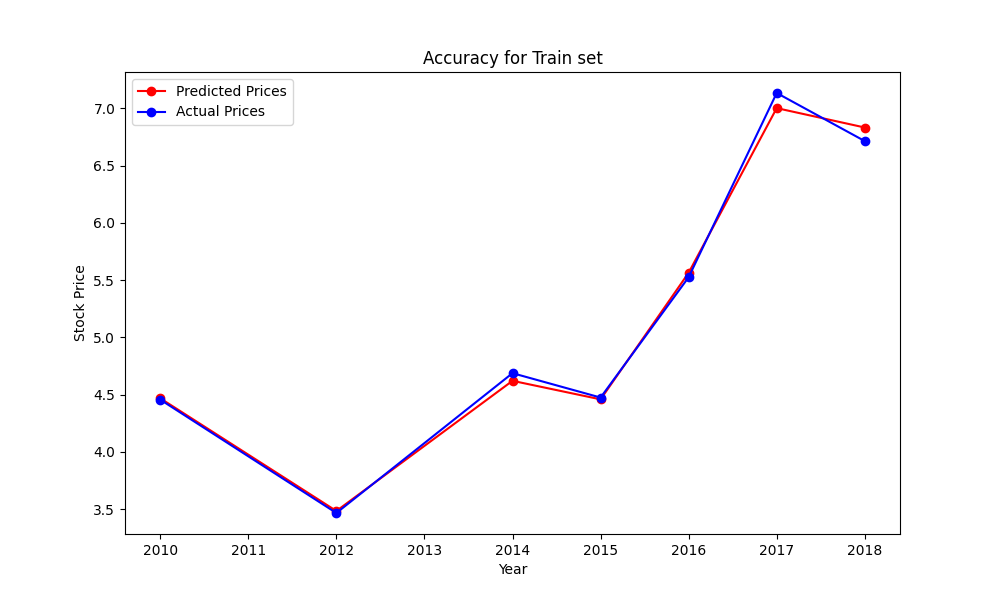 Accuracy for Train set
Predicted Prices
Actual Prices
7.0
6.5
6.0
5.5
5.0
4.5
4.0
3.5
Stock Price
2010 2011 2012 2013 2014 2015 2016 2017 2018
Year